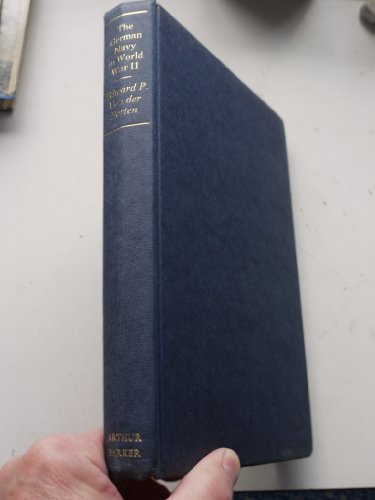 The
German
Navy
in World
War II
Edward P.
Von der
Porten
ARTHUR
BARKER